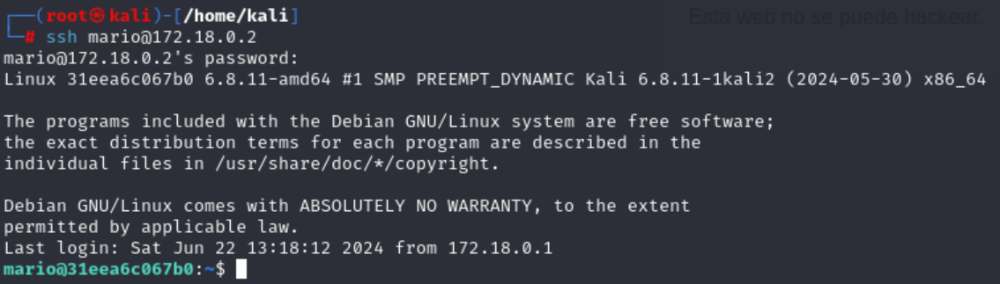 ┌──(root㉿kali)-[/home/kali]
Esta web no se puede hackear.
└─# ssh mario@172.18.0.2
mario@172.18.0.2's password:
Linux 31eea6c067b0 6.8.11-amd64 #1 SMP PREEMPT_DYNAMIC Kali 6.8.11-1kali2 (2024-05-30) x86_64
The programs included with the Debian GNU/Linux system are free software;
the exact distribution terms for each program are described in the
individual files in /usr/share/doc/*/copyright.
Debian GNU/Linux comes with ABSOLUTELY NO WARRANTY, to the extent
permitted by applicable law.
Last login: Sat Jun 22 13:18:12 2024 from 172.18.0.1
mario@31eea6c067b0:~$